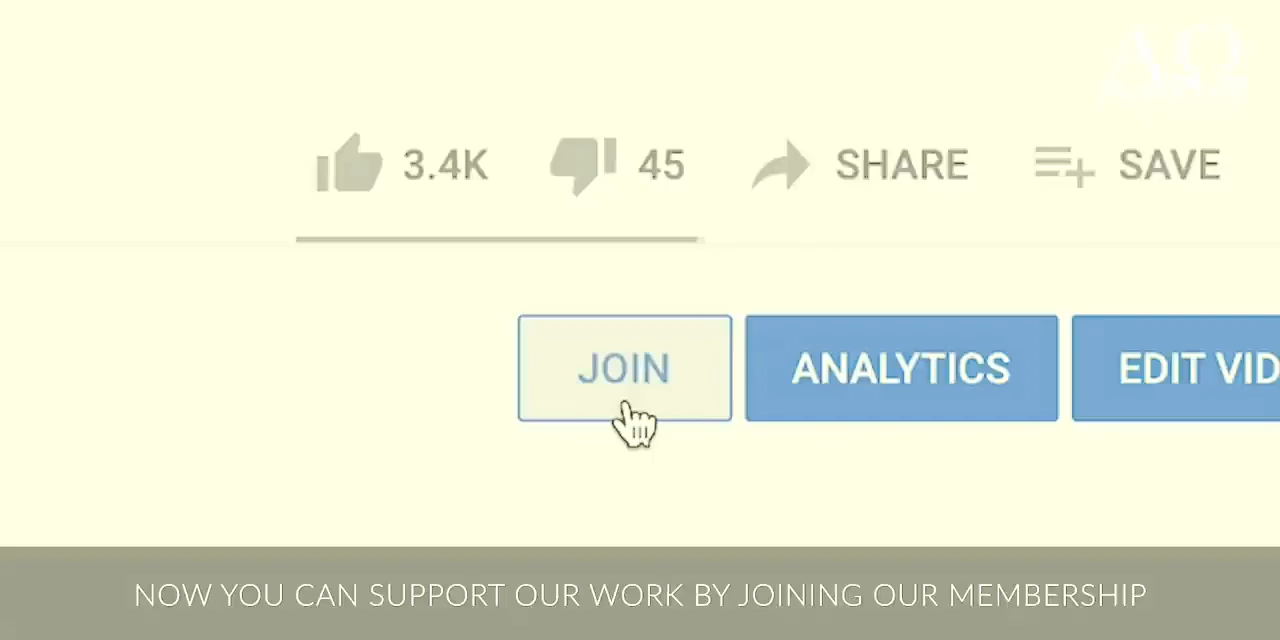 ΑΩ
3.4K 45 SHARE SAVE
JOIN ANALYTICS EDIT VID
NOW YOU CAN SUPPORT OUR WORK BY JOINING OUR MEMBERSHIP